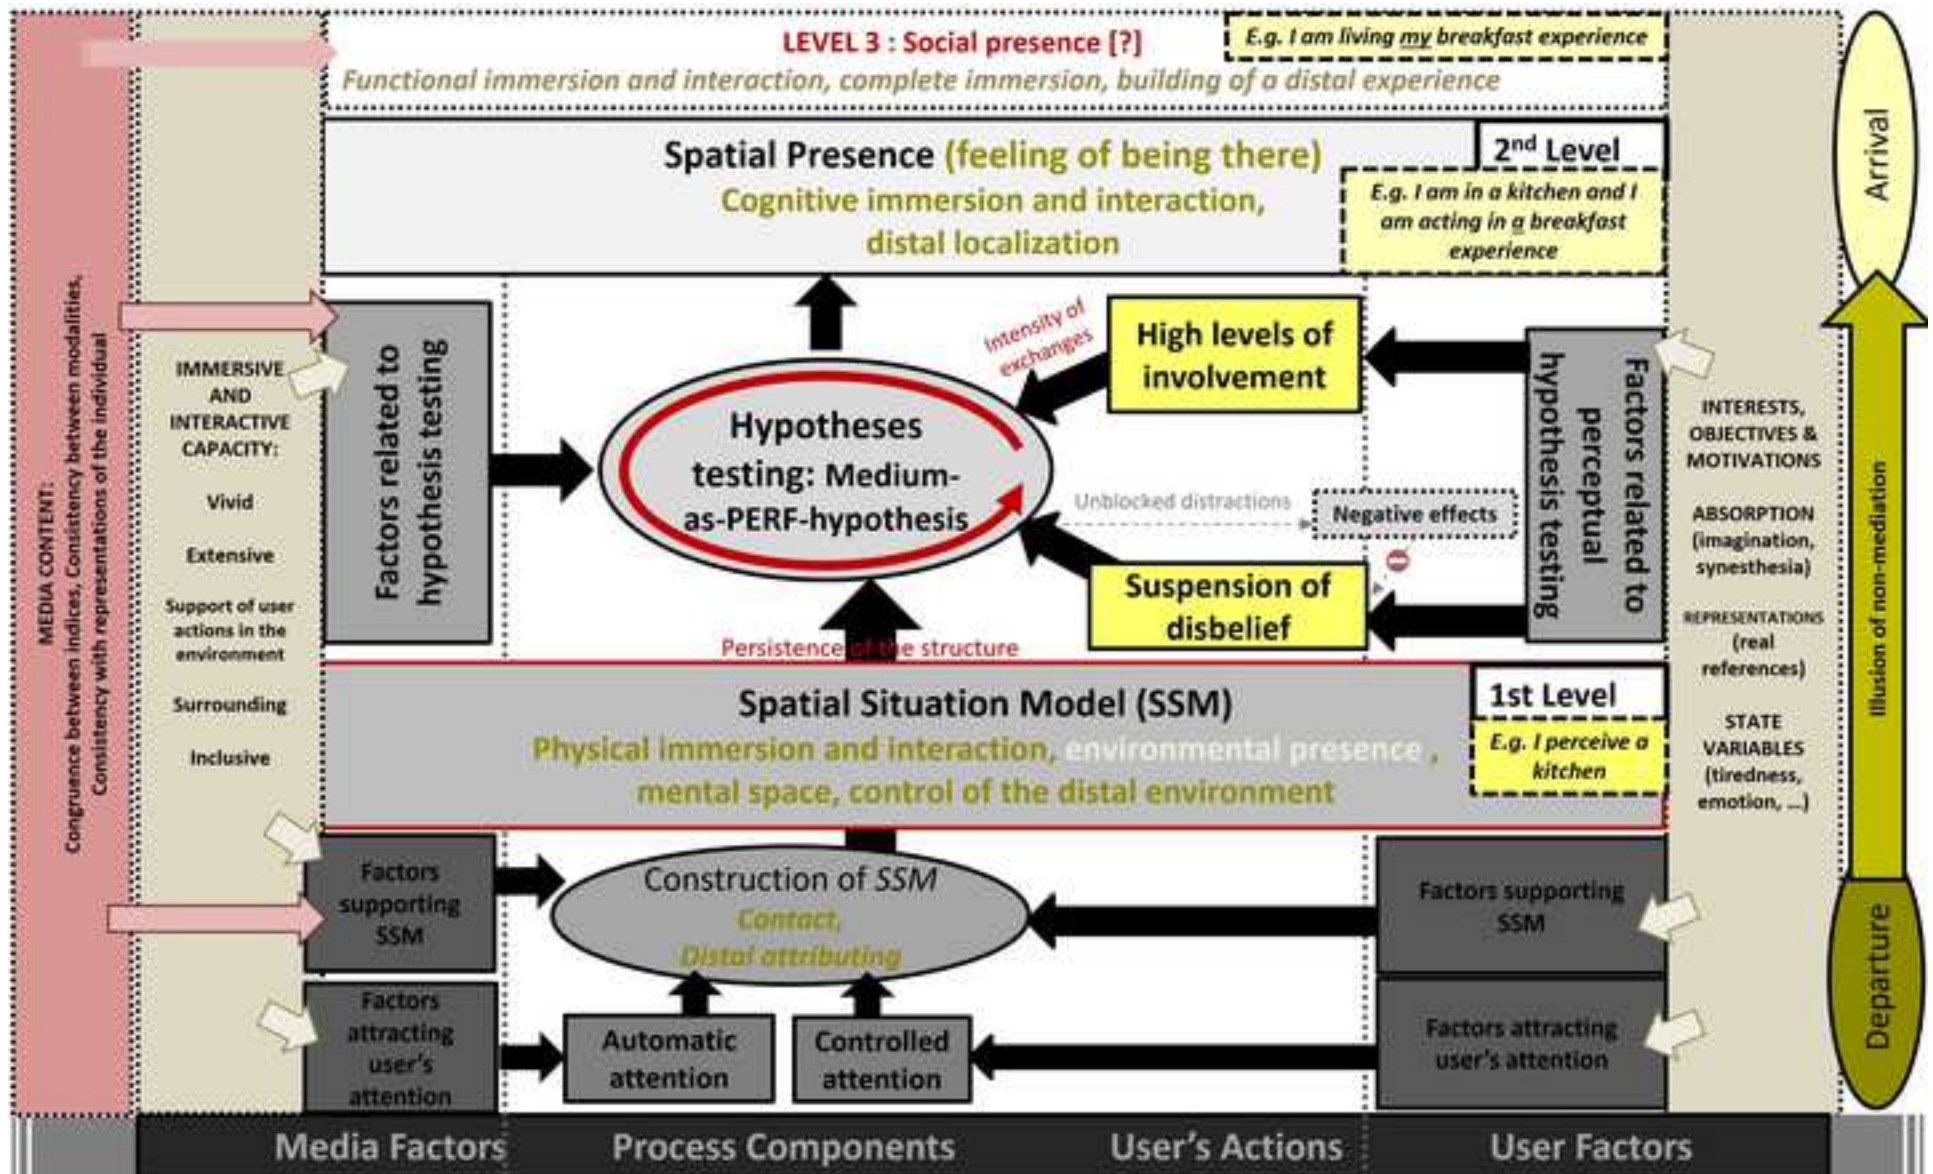 LEVEL 3 : Social presence [?]
E.g. I am living my breakfast experience
Functional immersion and interaction, complete immersion, building of a distal experience
Spatial Presence (feeling of being there)
Cognitive immersion and interaction,
distal localization
2nd Level
E.g. I am in a kitchen and I
am acting in a breakfast
experience
MEDIA CONTENT:
Congruence between indices, Consistency between modalities,
Consistency with representations of the individual
IMMERSIVE
AND
INTERACTIVE
CAPACITY:
Vivid
Extensive
Support of user
actions in the
environment
Surrounding
Inclusive
Factors related to
hypothesis testing
Hypotheses
testing: Medium-
as-PERF-hypothesis
Intensity of
exchanges
High levels of
involvement
Unblocked distractions
Negative effects
Suspension of
disbelief
Factors related to
perceptual
hypothesis testing
INTERESTS,
OBJECTIVES &
MOTIVATIONS
ABSORPTION
(imagination,
synesthesia)
REPRESENTATIONS
(real
references)
STATE
VARIABLES
(tiredness,
emotion, ...)
Arrival
Illusion of non-mediation
Departure
Persistence of the structure
Spatial Situation Model (SSM)
Physical immersion and interaction, environmental presence ,
mental space, control of the distal environment
1st Level
E.g. I perceive a
kitchen
Factors
supporting
SSM
Construction of SSM
Contact,
Distal attributing
Factors supporting
SSM
Factors
attracting
user's
attention
Automatic
attention
Controlled
attention
Factors attracting
user's attention
Media Factors
Process Components
User's Actions
User Factors